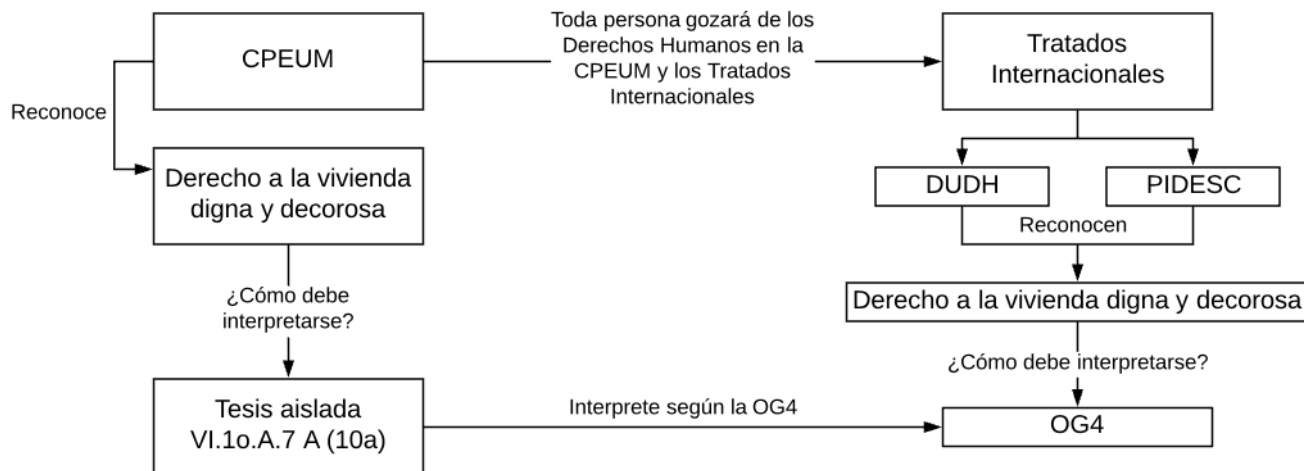 CPEUM
Toda persona gozará de los
Derechos Humanos en la
CPEUM y los Tratados
Internacionales
Tratados
Internacionales
Reconoce
Derecho a la vivienda
digna y decorosa
DUDH
PIDESC
Reconocen
¿Cómo debe
interpretarse?
Derecho a la vivienda digna y decorosa
¿Cómo debe interpretarse?
Tesis aislada
VI.1o.A.7 A (10a)
Interprete según la OG4
OG4